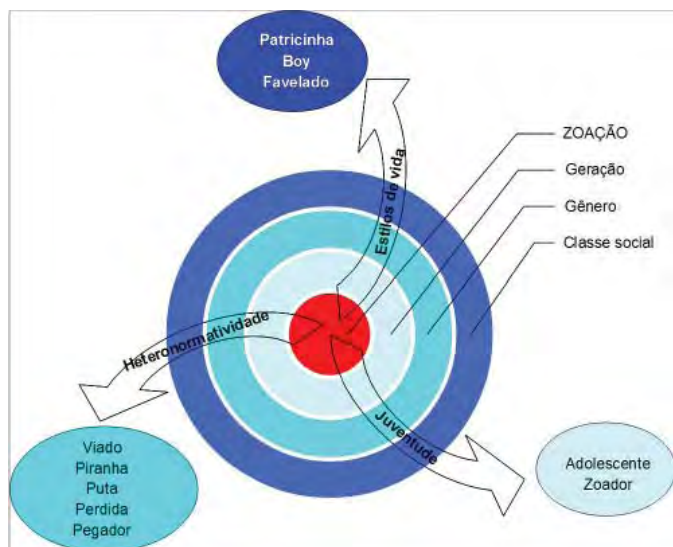 Patricinha
Boy
Favelado
ZOAÇÃO
Geração
Gênero
Classe social
Estilos de vida
Heteronormatividade
Juventude
Viado
Piranha
Puta
Perdida
Pegador
Adolescente
Zoador